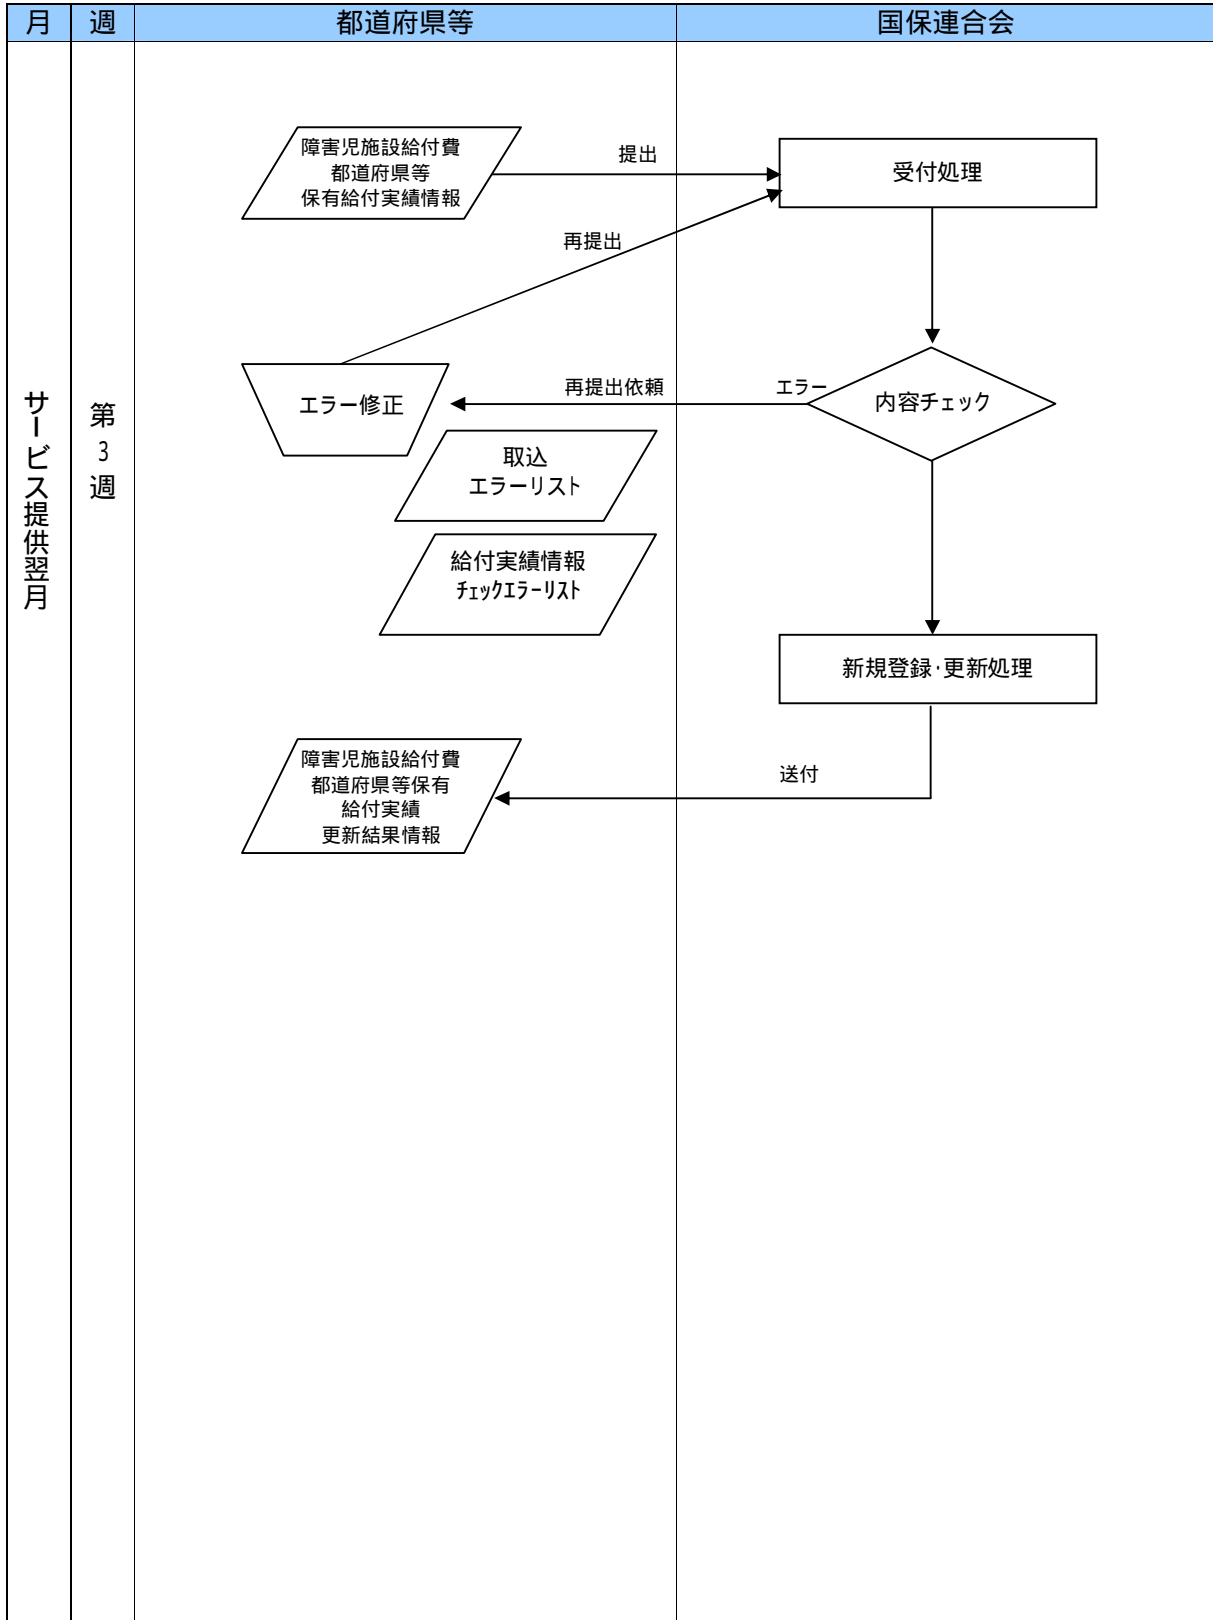 月
週
都道府県等
国保連合会
サービス提供翌月
第3週
障害児施設給付費
都道府県等
保有給付実績情報
提出
受付処理
再提出
エラー修正
再提出依頼
エラー
内容チェック
取込
エラーリスト
給付実績情報
ﾁｪｯｸｴﾗｰﾘｽﾄ
新規登録・更新処理
障害児施設給付費
都道府県等保有
給付実績
更新結果情報
送付